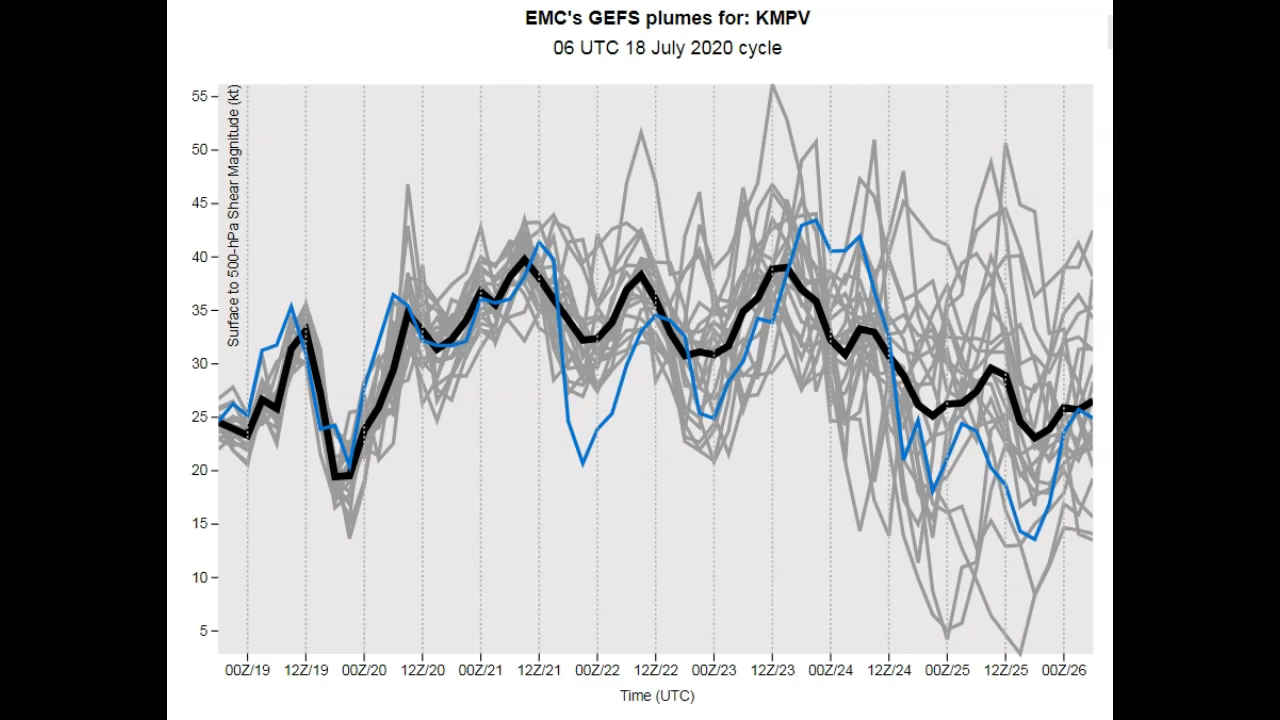 EMC's GEFS plumes for: KMPV
06 UTC 18 July 2020 cycle
Surface to 500-hPa Shear Magnitude (kt)
55
50
45
40
35
30
25
20
15
10
5
00Z/19 12Z/19 00Z/20 12Z/20 00Z/21 12Z/21 00Z/22 12Z/22 00Z/23 12Z/23 00Z/24 12Z/24 00Z/25 12Z/25 00Z/26
Time (UTC)